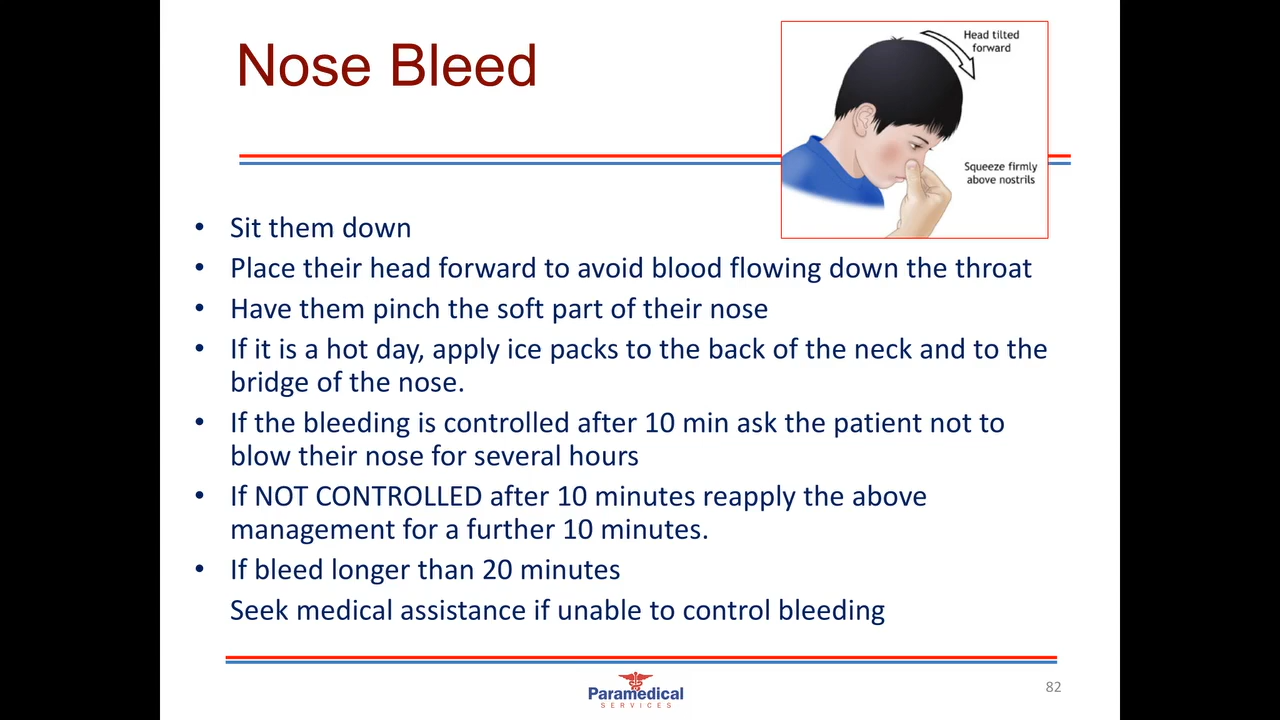 Nose Bleed
Head tilted
forward
Squeeze firmly
above nostrils
• Sit them down
• Place their head forward to avoid blood flowing down the throat
• Have them pinch the soft part of their nose
• If it is a hot day, apply ice packs to the back of the neck and to the
bridge of the nose.
• If the bleeding is controlled after 10 min ask the patient not to
blow their nose for several hours
• If NOT CONTROLLED after 10 minutes reapply the above
management for a further 10 minutes.
• If bleed longer than 20 minutes
Seek medical assistance if unable to control bleeding
Paramedical
SERVICES
82